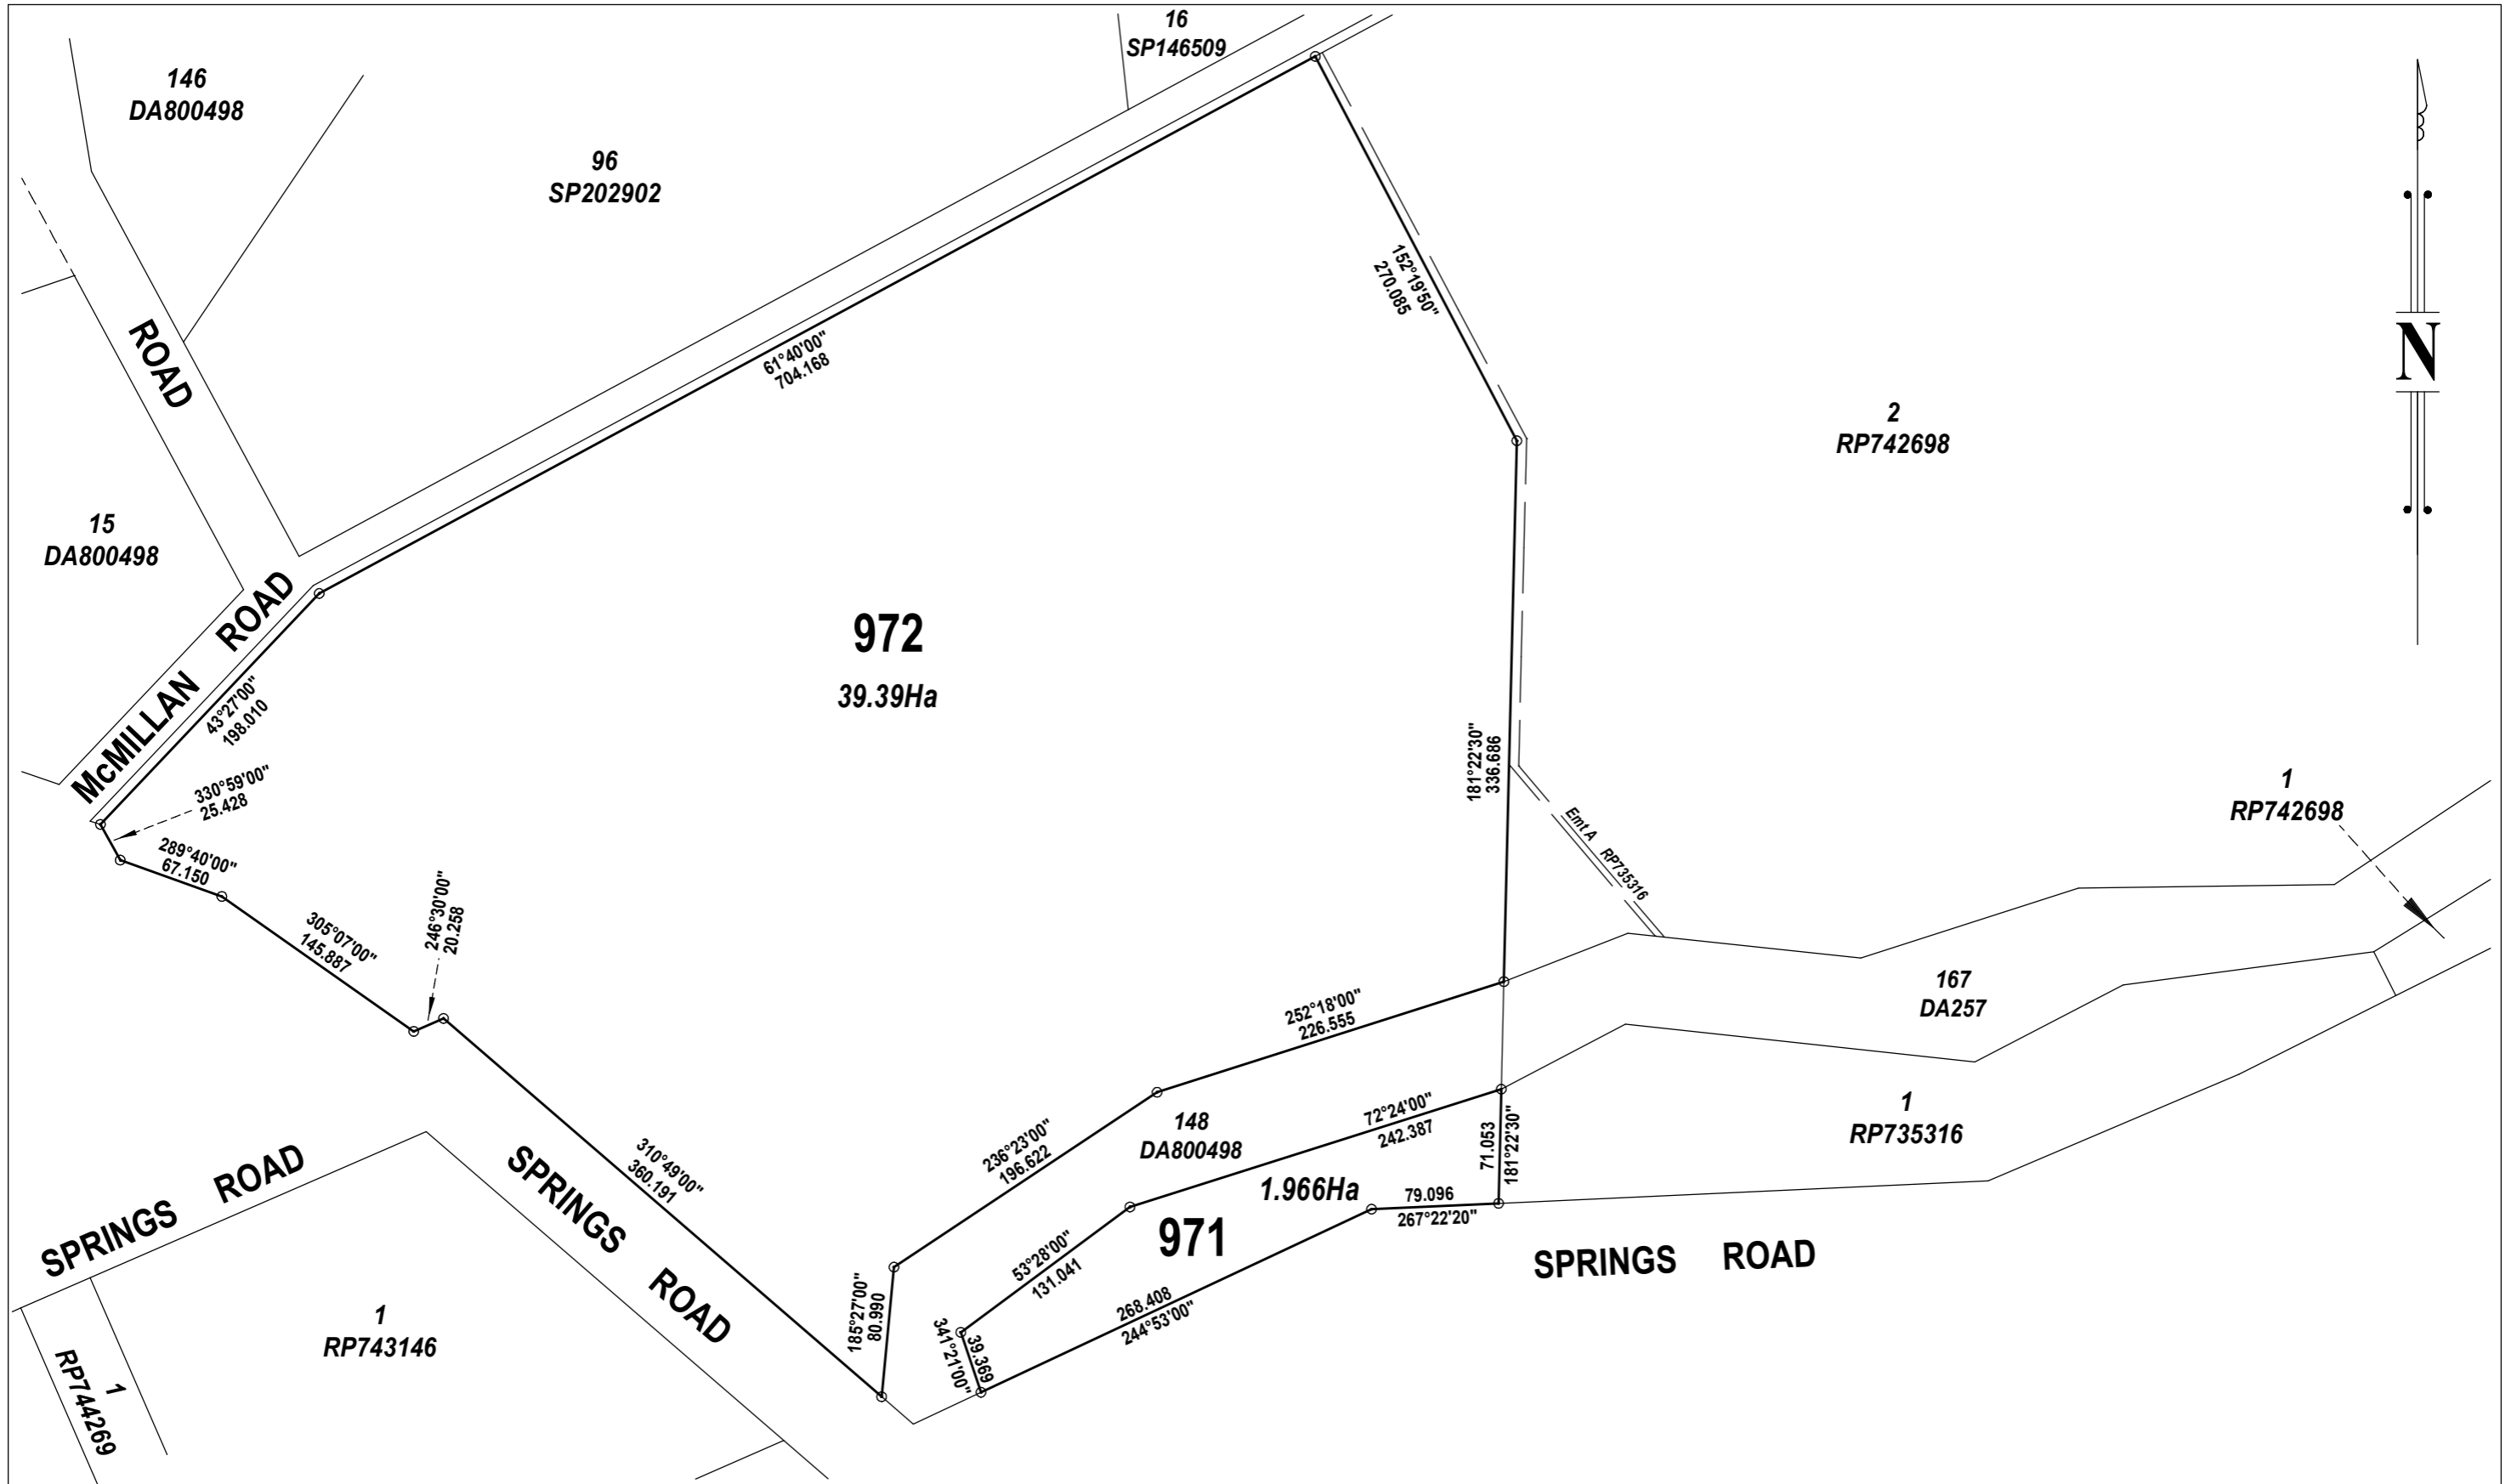 16
SP146509
146
DA800498
96
SP202902
ROAD
152°19'50"
270.085
61°40'00"
704.168
N
2
RP742698
15
DA800498
McMILLAN ROAD
43°27'00"
198.010
972
39.39Ha
181°22'30"
336.686
330°59'00"
25.428
289°40'00"
67.150
305°07'00"
145.887
246°30'00"
20.258
Emt A RP735316
1
RP742698
167
DA257
252°18'00"
226.555
72°24'00"
242.387
148
DA800498
236°23'00"
196.622
310°49'00"
360.191
71.053
181°22'30"
1
RP735316
1.966Ha
971
79.096
267°22'20"
53°28'00"
131.041
268.408
244°53'00"
185°27'00"
80.990
341°21'00"
39.369
SPRINGS ROAD
SPRINGS ROAD
SPRINGS ROAD
1
RP743146
1
RP744269